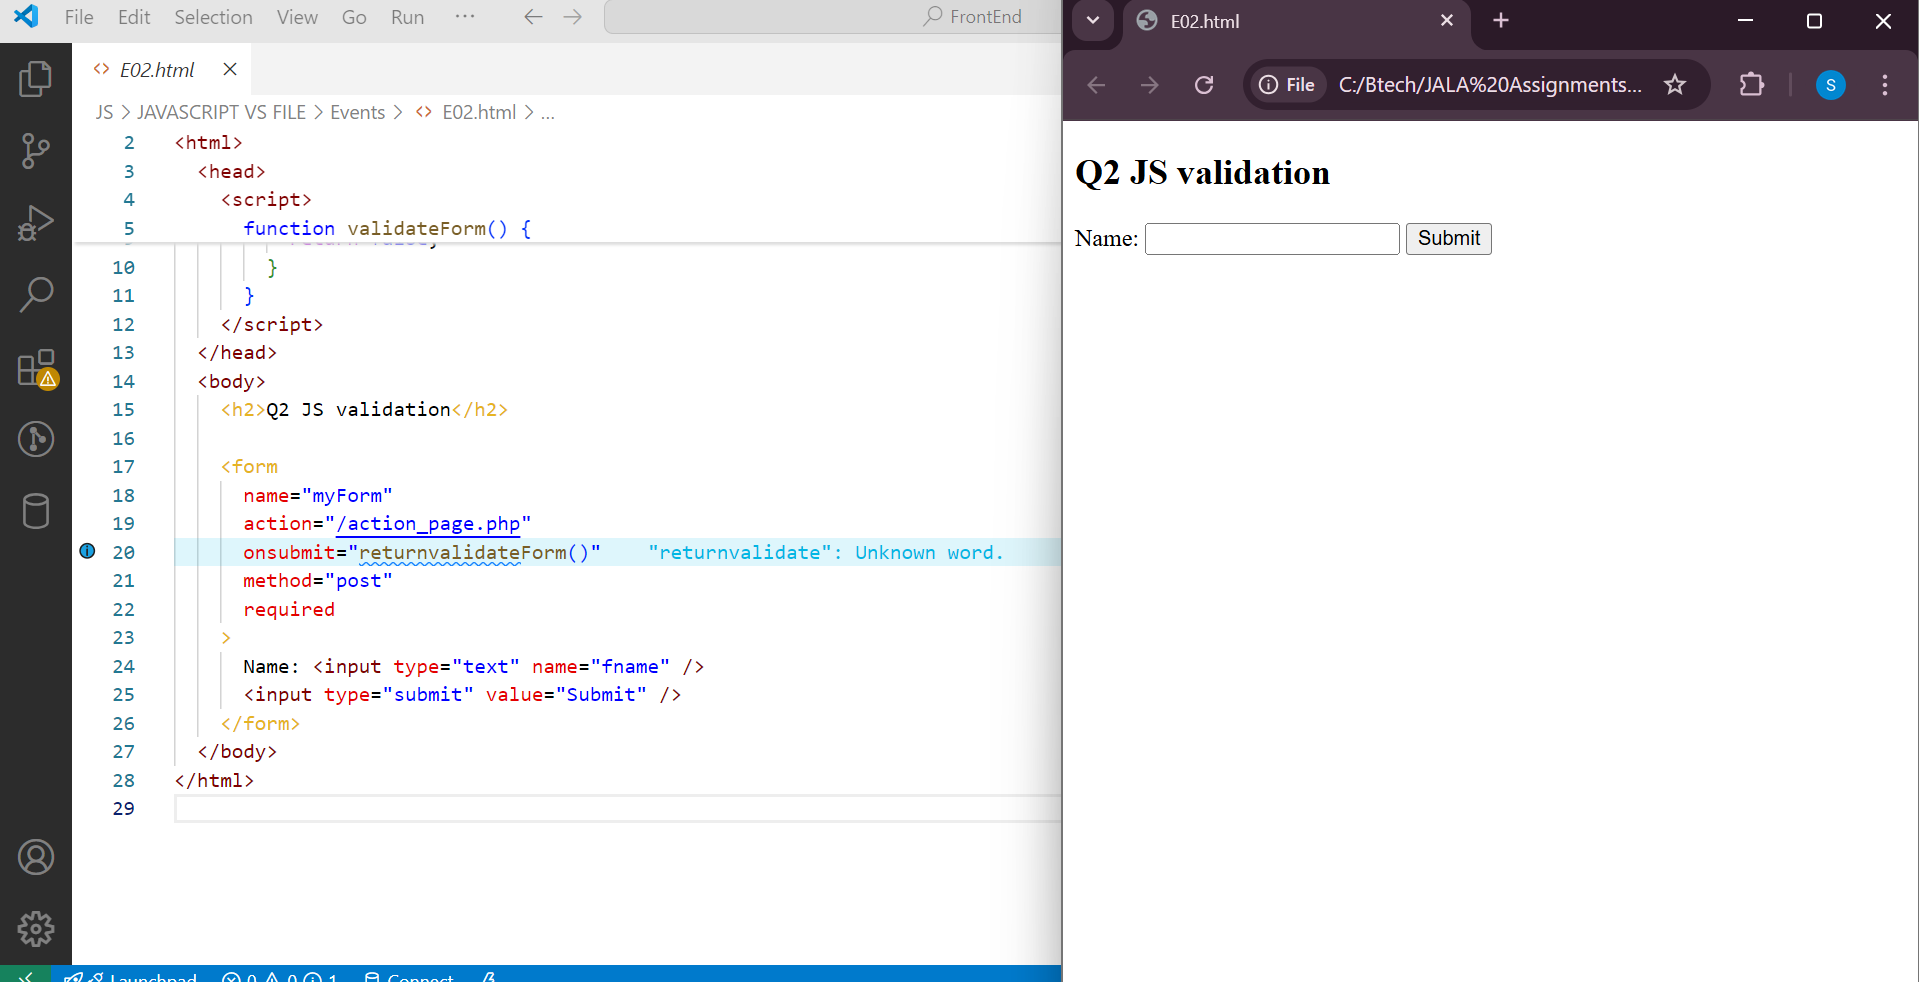 File Edit Selection View Go Run ··· FrontEnd
E02.html
JS > JAVASCRIPT VS FILE > Events > E02.html > ...
2 <html>
3 <head>
4 <script>
5 function validateForm() {
10 }
11 }
12 </script>
13 </head>
14 <body>
15 <h2>Q2 JS validation</h2>
16
17 <form
18 name="myForm"
19 action="/action_page.php"
20 onsubmit="returnvalidateForm()" "returnvalidate": Unknown word.
21 method="post"
22 required
23 >
24 Name: <input type="text" name="fname" />
25 <input type="submit" value="Submit" />
26 </form>
27 </body>
28 </html>
29
Launchpad 0 0 1 Connect
E02.html
File C:/Btech/JALA%20Assignments... S
Q2 JS validation
Name: Submit